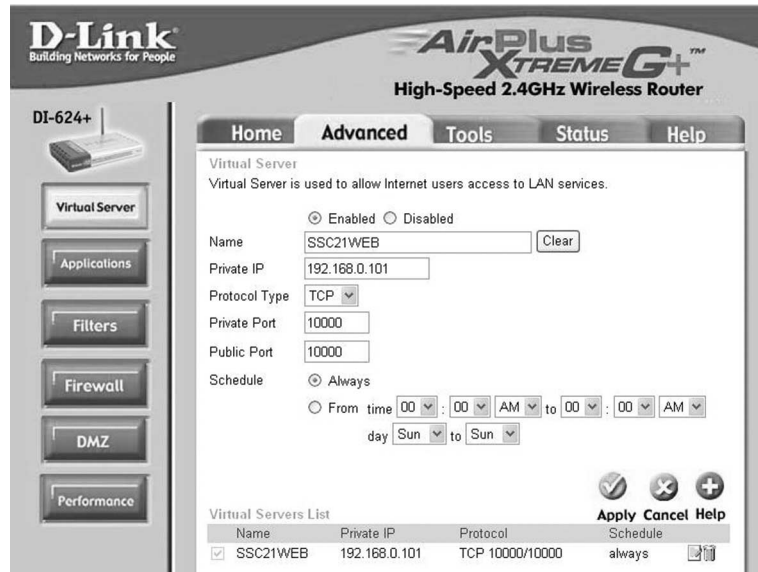 D-Link
Building Networks for People
AirPlus
XTREME G+™
High-Speed 2.4GHz Wireless Router
DI-624+
Home Advanced Tools Status Help
Virtual Server
Virtual Server is used to allow Internet users access to LAN services.
Virtual Server
Applications
Filters
Firewall
DMZ
Performance
Enabled Disabled
Name SSC21WEB Clear
Private IP 192.168.0.101
Protocol Type TCP
Private Port 10000
Public Port 10000
Schedule Always
From time 00 : 00 AM to 00 : 00 AM
day Sun to Sun
Apply Cancel Help
Virtual Servers List
Name Private IP Protocol Schedule
SSC21WEB 192.168.0.101 TCP 10000/10000 always